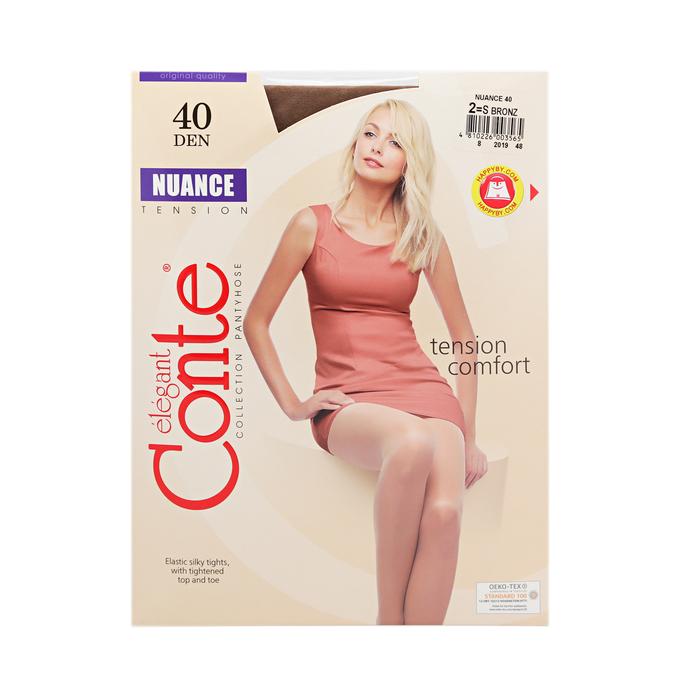 original quality
40
DEN
NUANCE
TENSION
élégant
Conte®
COLLECTION PANTYHOSE
NUANCE 40
2=S BRONZ
4 810226 003565
8 2019 48
HAPPYBY.COM
HAPPYBY.COM
tension
comfort
Elastic silky tights,
with tightened
top and toe
OEKO-TEX®
STANDARD 100